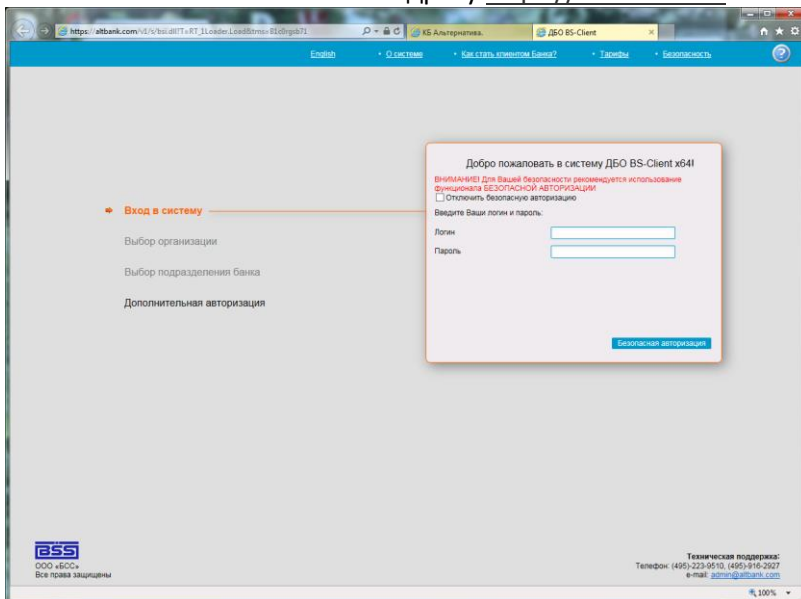 https://altbank.com/v1/s/bsi.dll?T=RT_1Loader.Load&trms=
КБ Альтернатива.
ДБО BS-Client
English
• О системе
• Как стать клиентом Банка?
• Тарифы
• Безопасность
Добро пожаловать в систему ДБО BS-Client x64!
ВНИМАНИЕ! Для Вашей безопасности рекомендуется использование
функционала БЕЗОПАСНОЙ АВТОРИЗАЦИИ
Отключить безопасную авторизацию
Введите Ваши логин и пароль:
Логин
Пароль
Безопасная авторизация
Вход в систему
Выбор организации
Выбор подразделения банка
Дополнительная авторизация
BSS
ООО «БСС»
Все права защищены
Техническая поддержка:
Телефон: (495)-223-9510, (495)-916-2927
e-mail: admin@altbank.com
100%